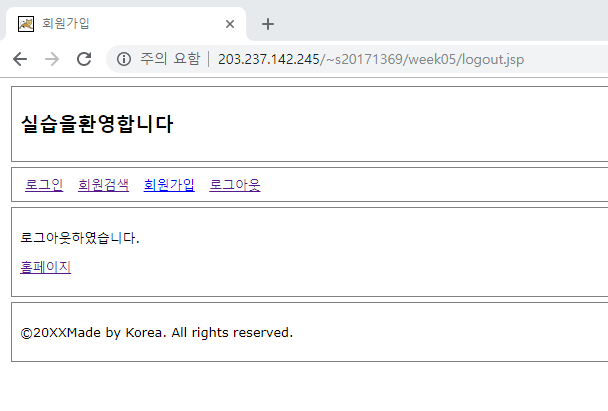 회원가입
주의 요함 | 203.237.142.245/~s20171369/week05/logout.jsp
실습을환영합니다
로그인 회원검색 회원가입 로그아웃
로그아웃하였습니다.
홈페이지
©20XXMade by Korea. All rights reserved.